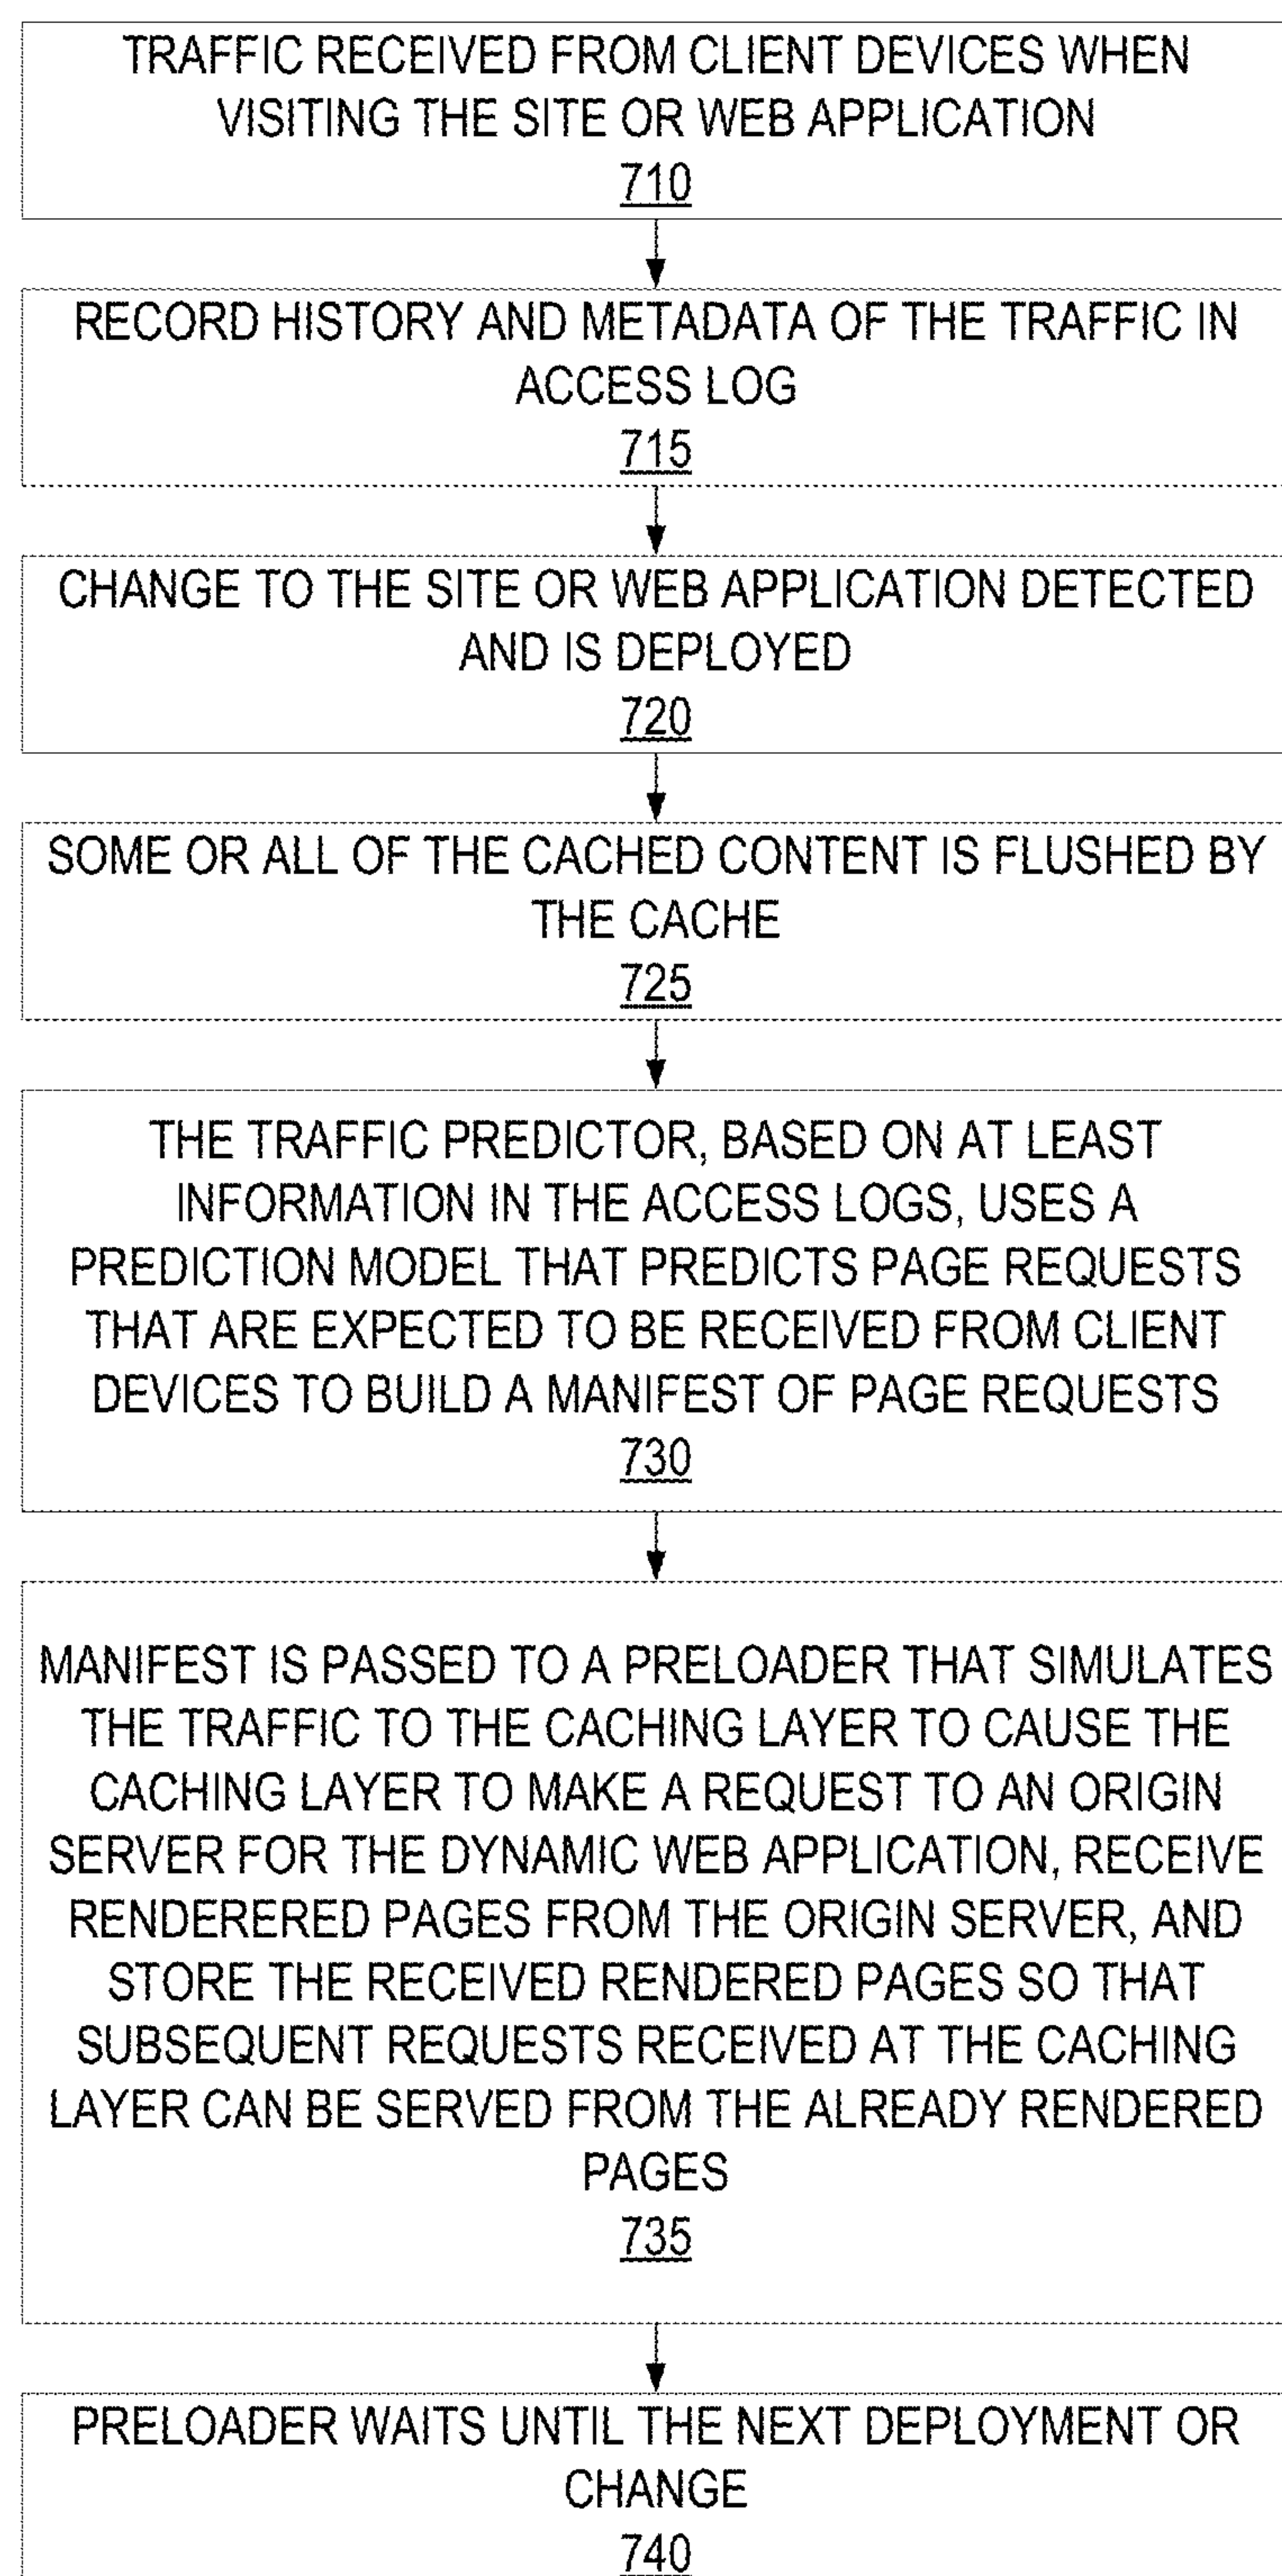 TRAFFIC RECEIVED FROM CLIENT DEVICES WHEN
VISITING THE SITE OR WEB APPLICATION
710
RECORD HISTORY AND METADATA OF THE TRAFFIC IN
ACCESS LOG
715
CHANGE TO THE SITE OR WEB APPLICATION DETECTED
AND IS DEPLOYED
720
SOME OR ALL OF THE CACHED CONTENT IS FLUSHED BY
THE CACHE
725
THE TRAFFIC PREDICTOR, BASED ON AT LEAST
INFORMATION IN THE ACCESS LOGS, USES A
PREDICTION MODEL THAT PREDICTS PAGE REQUESTS
THAT ARE EXPECTED TO BE RECEIVED FROM CLIENT
DEVICES TO BUILD A MANIFEST OF PAGE REQUESTS
730
MANIFEST IS PASSED TO A PRELOADER THAT SIMULATES
THE TRAFFIC TO THE CACHING LAYER TO CAUSE THE
CACHING LAYER TO MAKE A REQUEST TO AN ORIGIN
SERVER FOR THE DYNAMIC WEB APPLICATION, RECEIVE
RENDERERED PAGES FROM THE ORIGIN SERVER, AND
STORE THE RECEIVED RENDERED PAGES SO THAT
SUBSEQUENT REQUESTS RECEIVED AT THE CACHING
LAYER CAN BE SERVED FROM THE ALREADY RENDERED
PAGES
735
PRELOADER WAITS UNTIL THE NEXT DEPLOYMENT OR
CHANGE
740